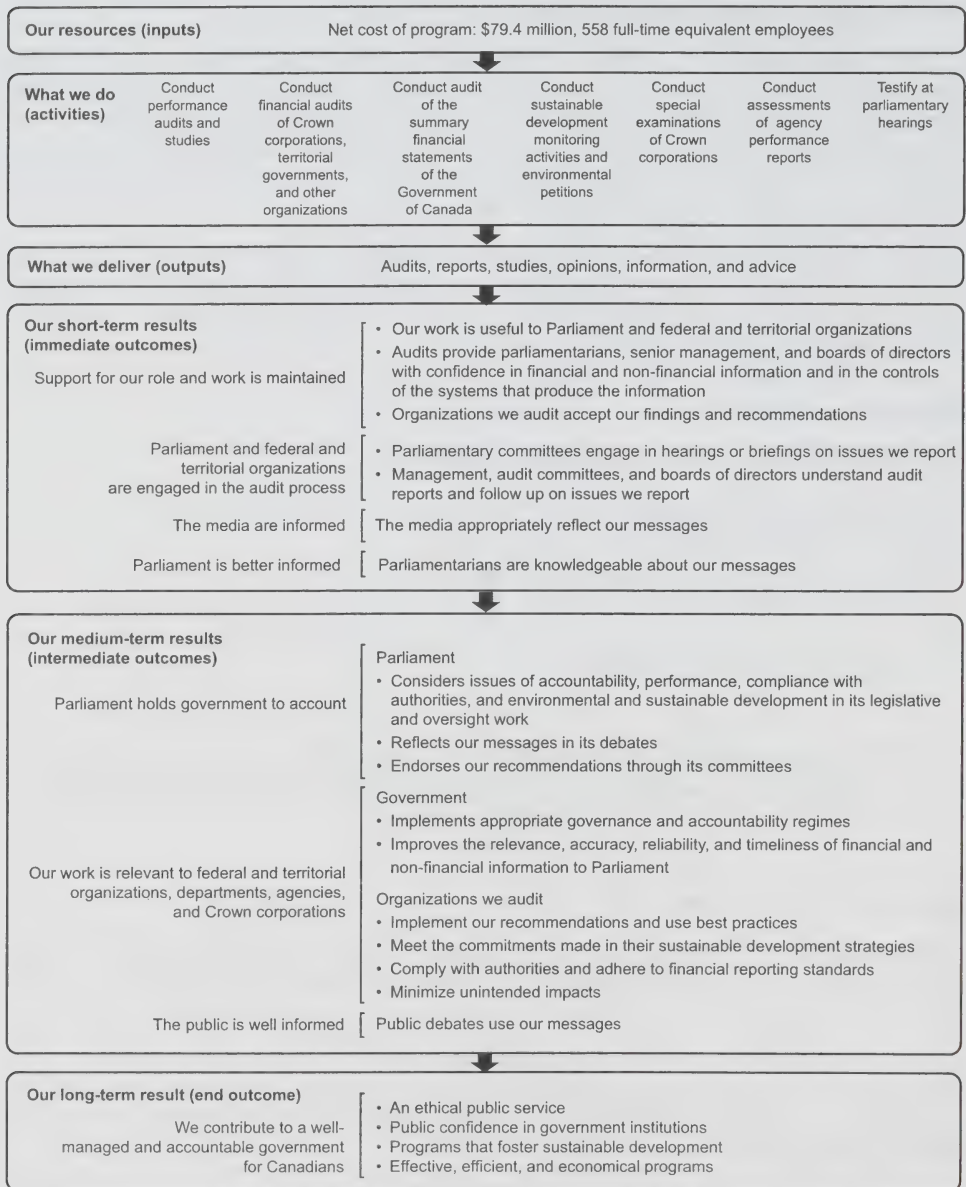 Our resources (inputs)
Net cost of program: $79.4 million, 558 full-time equivalent employees
What we do
(activities)
Conduct
performance
audits and
studies
Conduct
financial audits
of Crown
corporations,
territorial
governments,
and other
organizations
Conduct audit
of the
summary
financial
statements
of the
Government
of Canada
Conduct
sustainable
development
monitoring
activities and
environmental
petitions
Conduct
special
examinations
of Crown
corporations
Conduct
assessments
of agency
performance
reports
Testify at
parliamentary
hearings
What we deliver (outputs)
Audits, reports, studies, opinions, information, and advice
Our short-term results
(immediate outcomes)
Support for our role and work is maintained
• Our work is useful to Parliament and federal and territorial organizations
• Audits provide parliamentarians, senior management, and boards of directors
with confidence in financial and non-financial information and in the controls
of the systems that produce the information
• Organizations we audit accept our findings and recommendations
Parliament and federal and
territorial organizations
are engaged in the audit process
• Parliamentary committees engage in hearings or briefings on issues we report
• Management, audit committees, and boards of directors understand audit
reports and follow up on issues we report
The media are informed
The media appropriately reflect our messages
Parliament is better informed
Parliamentarians are knowledgeable about our messages
Our medium-term results
(intermediate outcomes)
Parliament holds government to account
Parliament
• Considers issues of accountability, performance, compliance with
authorities, and environmental and sustainable development in its legislative
and oversight work
• Reflects our messages in its debates
• Endorses our recommendations through its committees
Our work is relevant to federal and territorial
organizations, departments, agencies,
and Crown corporations
Government
• Implements appropriate governance and accountability regimes
• Improves the relevance, accuracy, reliability, and timeliness of financial and
non-financial information to Parliament
Organizations we audit
• Implement our recommendations and use best practices
• Meet the commitments made in their sustainable development strategies
• Comply with authorities and adhere to financial reporting standards
• Minimize unintended impacts
The public is well informed
Public debates use our messages
Our long-term result (end outcome)
We contribute to a well-
managed and accountable government
for Canadians
• An ethical public service
• Public confidence in government institutions
• Programs that foster sustainable development
• Effective, efficient, and economical programs